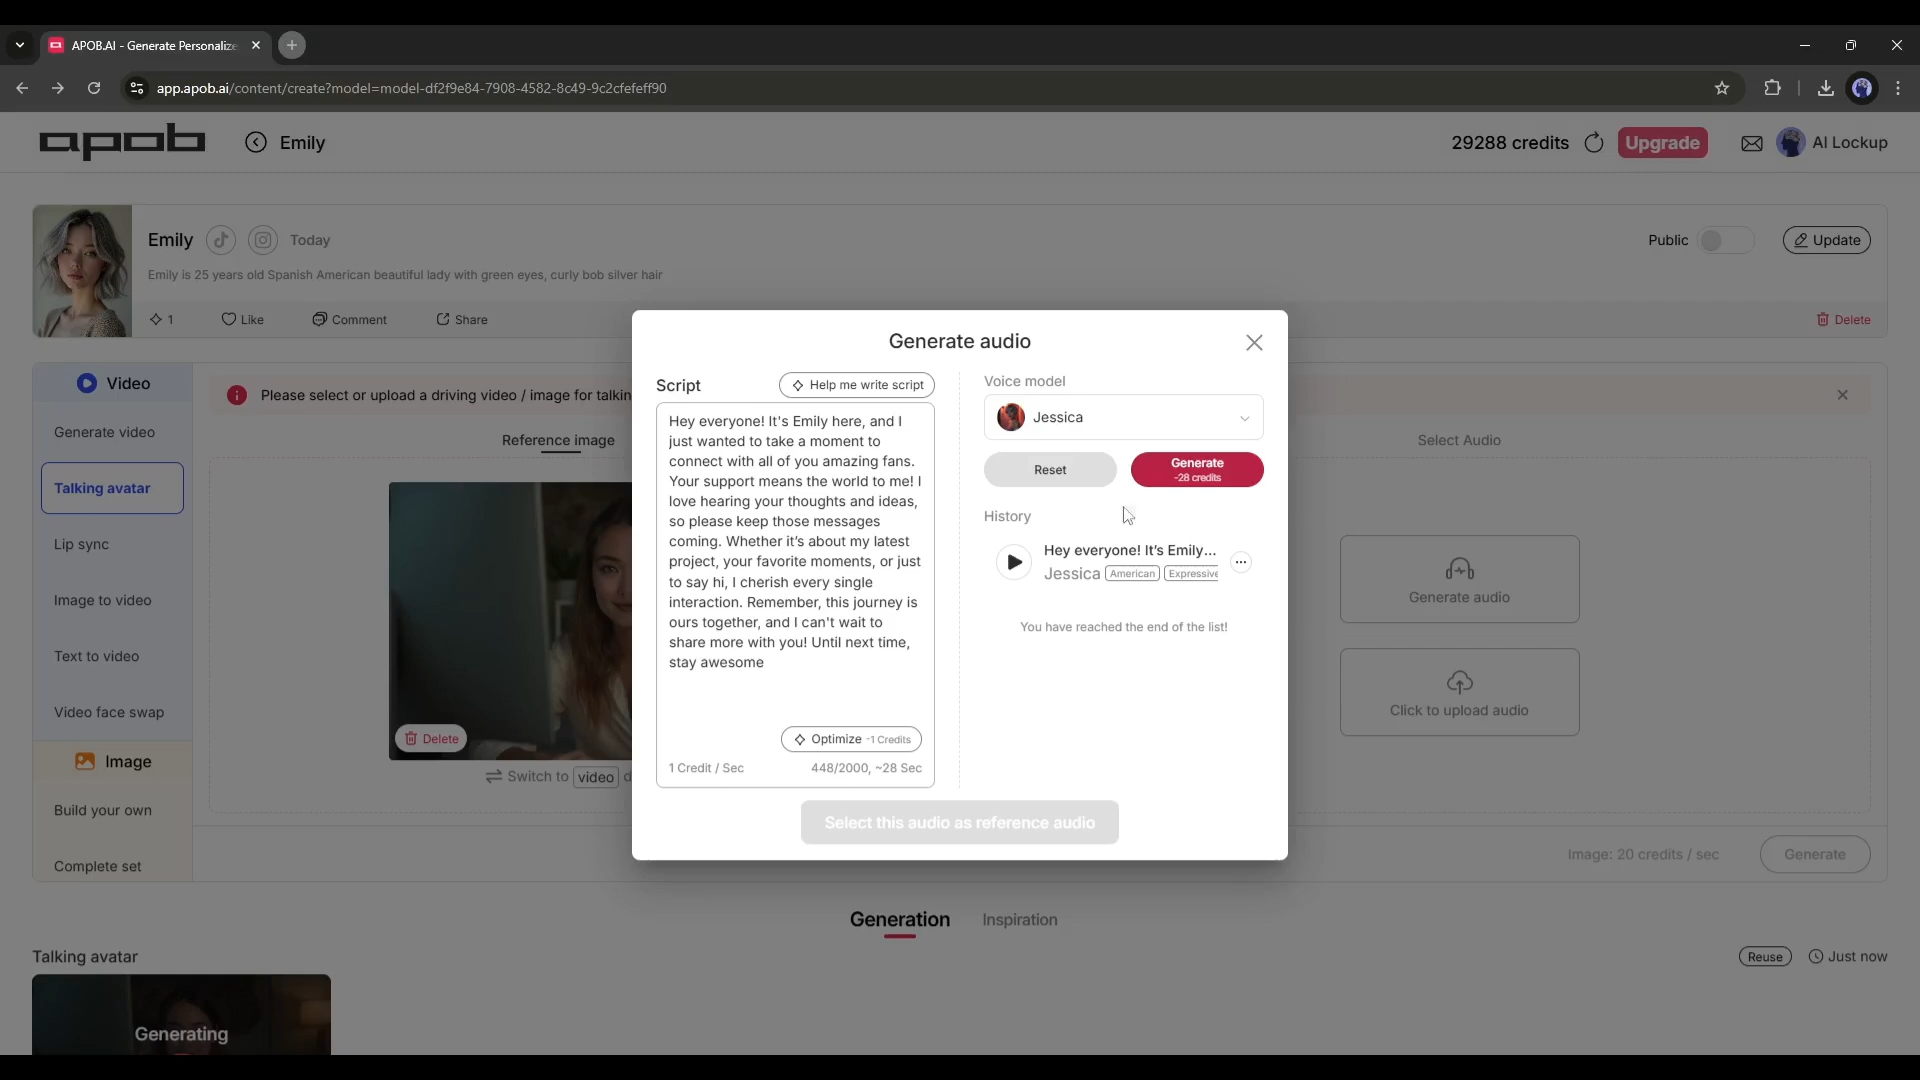 APOB.AI - Generate Personalize
app.apob.ai/content/create?model=model-df2f9e84-7908-4582-8c49-9c2cfefeff90
apob
Emily
29288 credits
Upgrade
AI Lockup
Emily
Today
Public
Update
Emily is 25 years old Spanish American beautiful lady with green eyes, curly bob silver hair
1
Like
Comment
Share
Delete
Video
Generate video
Talking avatar
Lip sync
Image to video
Text to video
Video face swap
Image
Build your own
Complete set
Please select or upload a driving video / image for talkin
Reference image
Delete
Switch to video d
Generate audio
Script
Help me write script
Hey everyone! It's Emily here, and I
just wanted to take a moment to
connect with all of you amazing fans.
Your support means the world to me! I
love hearing your thoughts and ideas,
so please keep those messages
coming. Whether it's about my latest
project, your favorite moments, or just
to say hi, I cherish every single
interaction. Remember, this journey is
ours together, and I can't wait to
share more with you! Until next time,
stay awesome
Optimize -1 Credits
1 Credit / Sec
448/2000, ~28 Sec
Voice model
Jessica
Reset
Generate
-28 credits
History
Hey everyone! It's Emily...
Jessica American Expressive
You have reached the end of the list!
Select this audio as reference audio
Select Audio
Generate audio
Click to upload audio
Image: 20 credits / sec
Generate
Generation
Inspiration
Talking avatar
Reuse
Just now
Generating